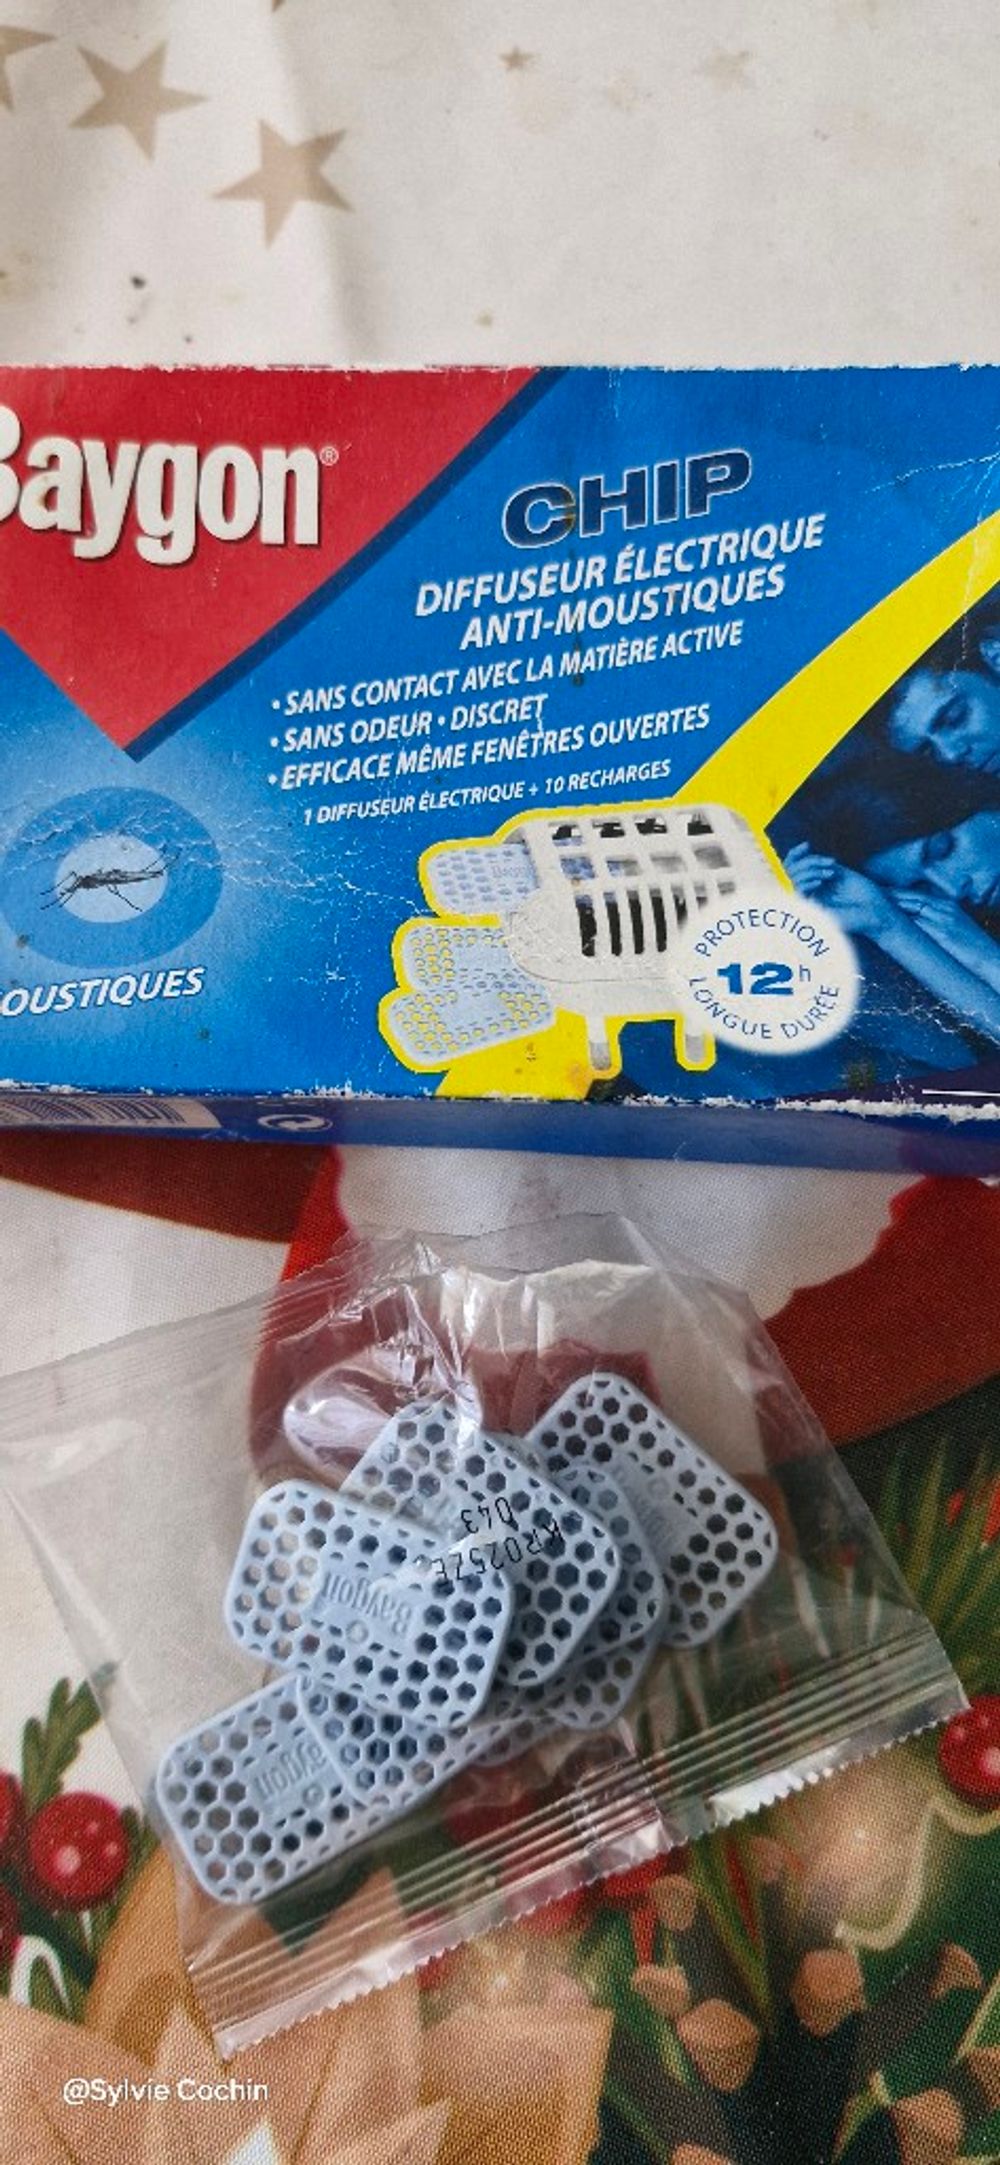 Baygon®
CHIP
DIFFUSEUR ÉLECTRIQUE
ANTI-MOUSTIQUES
• SANS CONTACT AVEC LA MATIÈRE ACTIVE
• SANS ODEUR • DISCRET
• EFFICACE MÊME FENÊTRES OUVERTES
1 DIFFUSEUR ÉLECTRIQUE + 10 RECHARGES
OUSTIQUES
PROTECTION
12h
LONGUE DURÉE
KR025ZE
043
Baygon
Baygon
@Sylvie Cochin